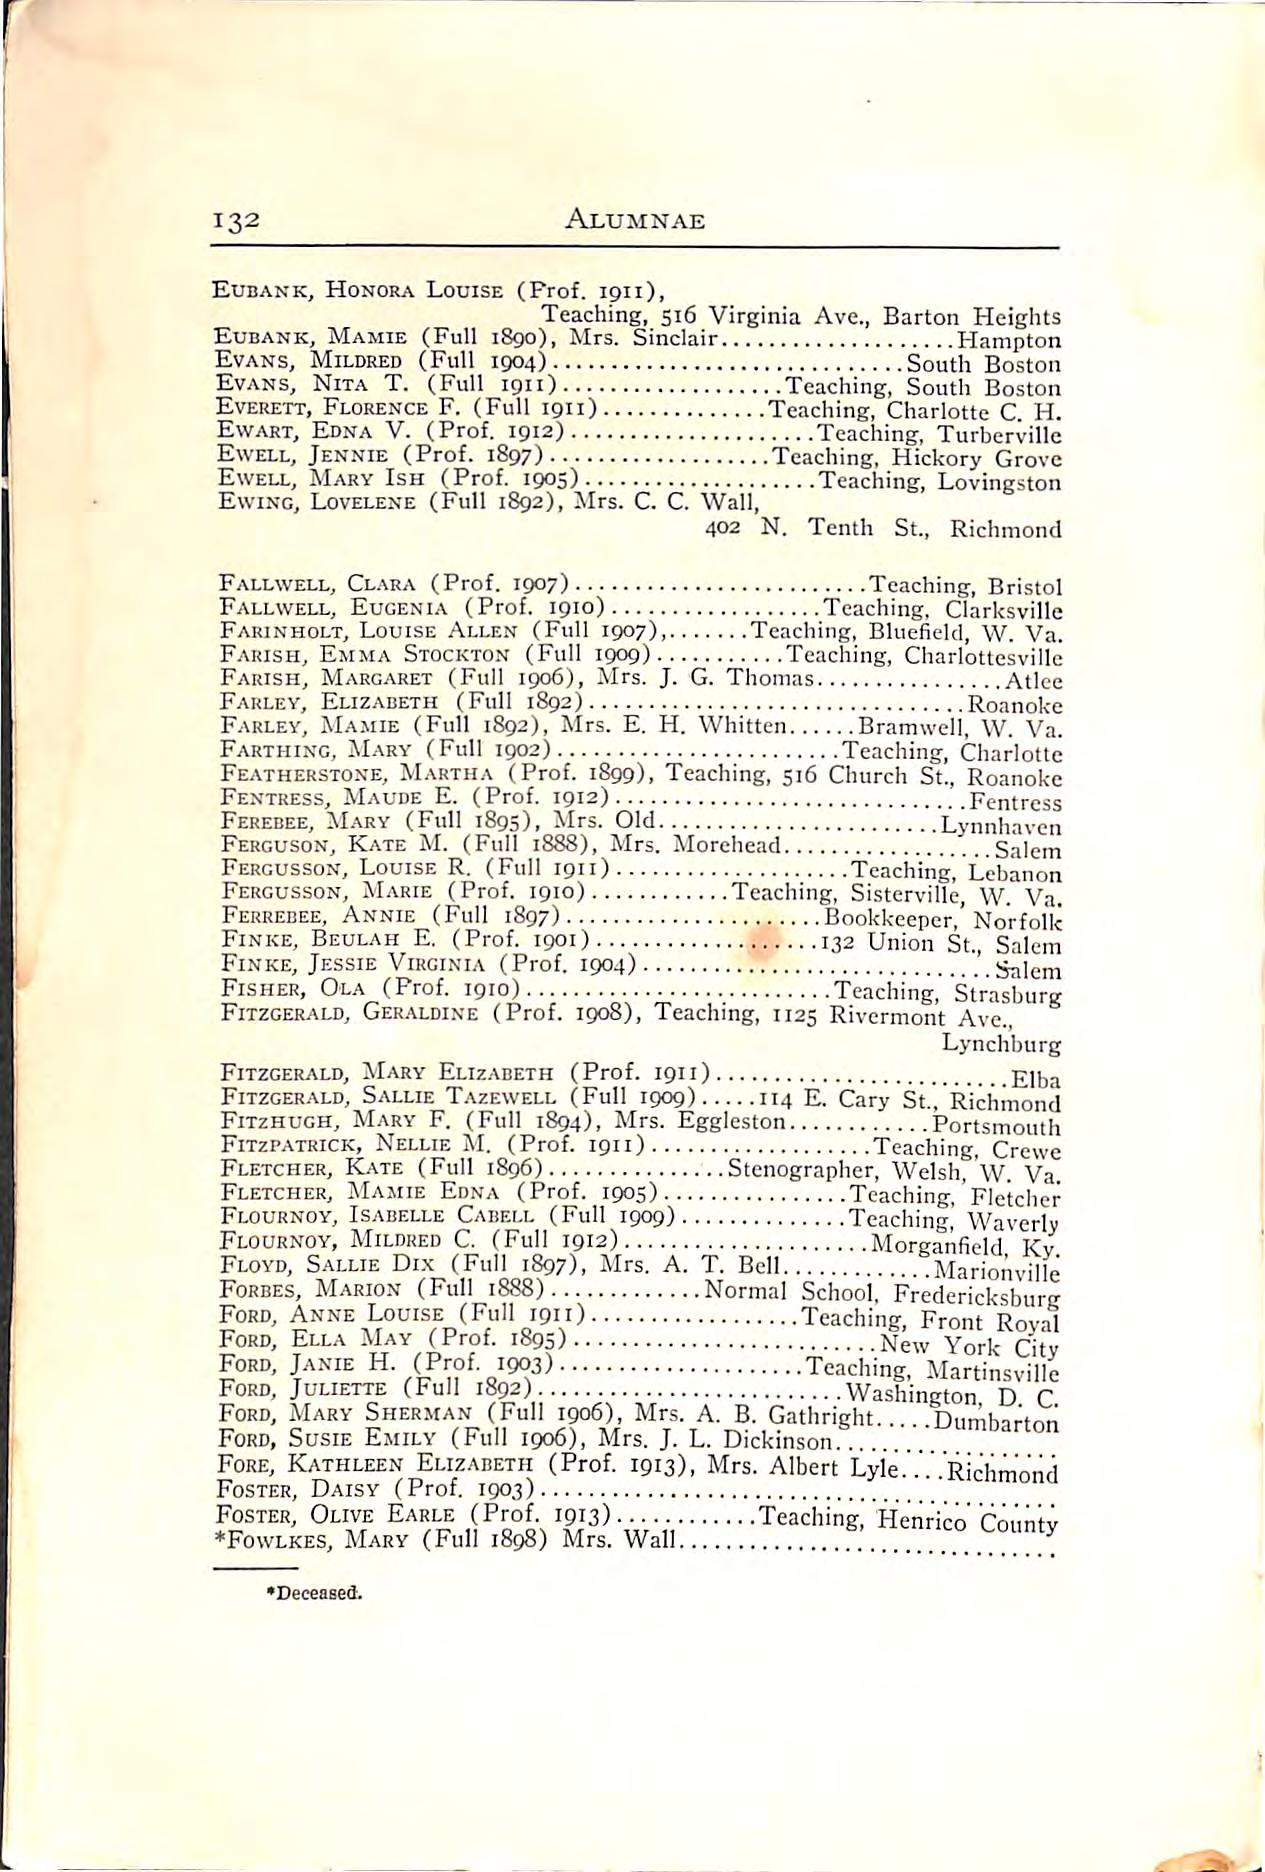 132 ALUMNAE
EUBANK, HONORA LOUISE (Prof. 1911),
Teaching, 516 Virginia Ave., Barton Heights
EUBANK, MAMIE (Full 1890), Mrs. Sinclair....................Hampton
EVANS, MILDRED (Full 1904)..............................South Boston
EVANS, NITA T. (Full 1911)...................Teaching, South Boston
EVERETT, FLORENCE F. (Full 1911)..............Teaching, Charlotte C. H.
EWART, EDNA V. (Prof. 1912).....................Teaching, Turberville
EWELL, JENNIE (Prof. 1897)...................Teaching, Hickory Grove
EWELL, MARY ISH (Prof. 1905)....................Teaching, Lovingston
EWING, LOVELENE (Full 1892), Mrs. C. C. Wall,
402 N. Tenth St., Richmond
FALLWELL, CLARA (Prof. 1907).........................Teaching, Bristol
FALLWELL, EUGENIA (Prof. 1910)..................Teaching, Clarksville
FARINHOLT, LOUISE ALLEN (Full 1907),.......Teaching, Bluefield, W. Va.
FARISH, EMMA STOCKTON (Full 1909)...........Teaching, Charlottesville
FARISH, MARGARET (Full 1906), Mrs. J. G. Thomas................Atlee
FARLEY, ELIZABETH (Full 1892)................................Roanoke
FARLEY, MAMIE (Full 1892), Mrs. E. H. Whitten......Bramwell, W. Va.
FARTHING, MARY (Full 1902)........................Teaching, Charlotte
FEATHERSTONE, MARTHA (Prof. 1899), Teaching, 516 Church St., Roanoke
FENTRESS, MAUDE E. (Prof. 1912)..............................Fentress
FEREBEE, MARY (Full 1895), Mrs. Old........................Lynnhaven
FERGUSON, KATE M. (Full 1888), Mrs. Morehead..................Salem
FERGUSSON, LOUISE R. (Full 1911)....................Teaching, Lebanon
FERGUSSON, MARIE (Prof. 1910)............Teaching, Sisterville, W. Va.
FERREBEE, ANNIE (Full 1897)......................Bookkeeper, Norfolk
FINKE, BEULAH E. (Prof. 1901)...................132 Union St., Salem
FINKE, JESSIE VIRGINIA (Prof. 1904)..............................Salem
FISHER, OLA (Prof. 1910)..........................Teaching, Strasburg
FITZGERALD, GERALDINE (Prof. 1908), Teaching, 1125 Rivermont Ave.,
Lynchburg
FITZGERALD, MARY ELIZABETH (Prof. 1911).........................Elba
FITZGERALD, SALLIE TAZEWELL (Full 1909).....114 E. Cary St., Richmond
FITZHUGH, MARY F. (Full 1894), Mrs. Eggleston............Portsmouth
FITZPATRICK, NELLIE M. (Prof. 1911)...................Teaching, Crewe
FLETCHER, KATE (Full 1896)...............Stenographer, Welsh, W. Va.
FLETCHER, MAMIE EDNA (Prof. 1905)................Teaching, Fletcher
FLOURNOY, ISABELLE CABELL (Full 1909)..............Teaching, Waverly
FLOURNOY, MILDRED C. (Full 1912).....................Morganfield, Ky.
FLOYD, SALLIE DIX (Full 1897), Mrs. A. T. Bell.............Marionville
FORBES, MARION (Full 1888).............Normal School, Fredericksburg
FORD, ANNE LOUISE (Full 1911)..................Teaching, Front Royal
FORD, ELLA MAY (Prof. 1895)..........................New York City
FORD, JANIE H. (Prof. 1903).....................Teaching, Martinsville
FORD, JULIETTE (Full 1892)..........................Washington, D. C.
FORD, MARY SHERMAN (Full 1906), Mrs. A. B. Gathright.....Dumbarton
FORD, SUSIE EMILY (Full 1906), Mrs. J. L. Dickinson...................
FORE, KATHLEEN ELIZABETH (Prof. 1913), Mrs. Albert Lyle....Richmond
FOSTER, DAISY (Prof. 1903)............................................
FOSTER, OLIVE EARLE (Prof. 1913)............Teaching, Henrico County
*FOWLKES, MARY (Full 1898) Mrs. Wall................................
*Deceased.